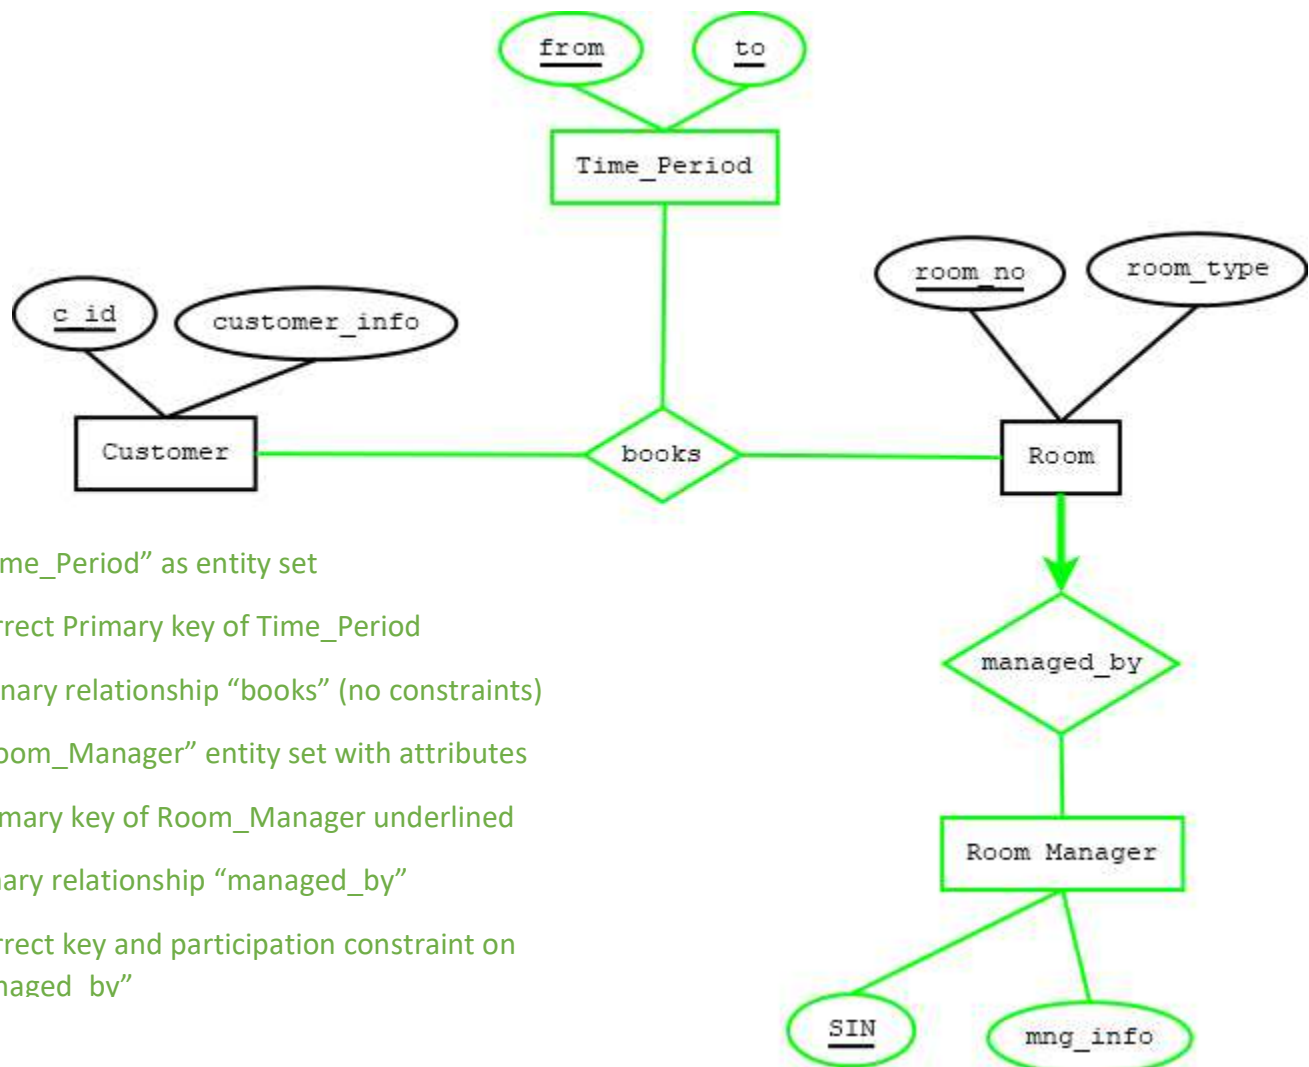 from
to
Time_Period
room_no
room_type
c_id
customer_info
Customer
books
Room
me_Period” as entity set
rrect Primary key of Time_Period
managed_by
nary relationship “books” (no constraints)
oom_Manager” entity set with attributes
mary key of Room_Manager underlined
Room Manager
nary relationship “managed_by”
rrect key and participation constraint on
naged_by”
SIN
mng_info